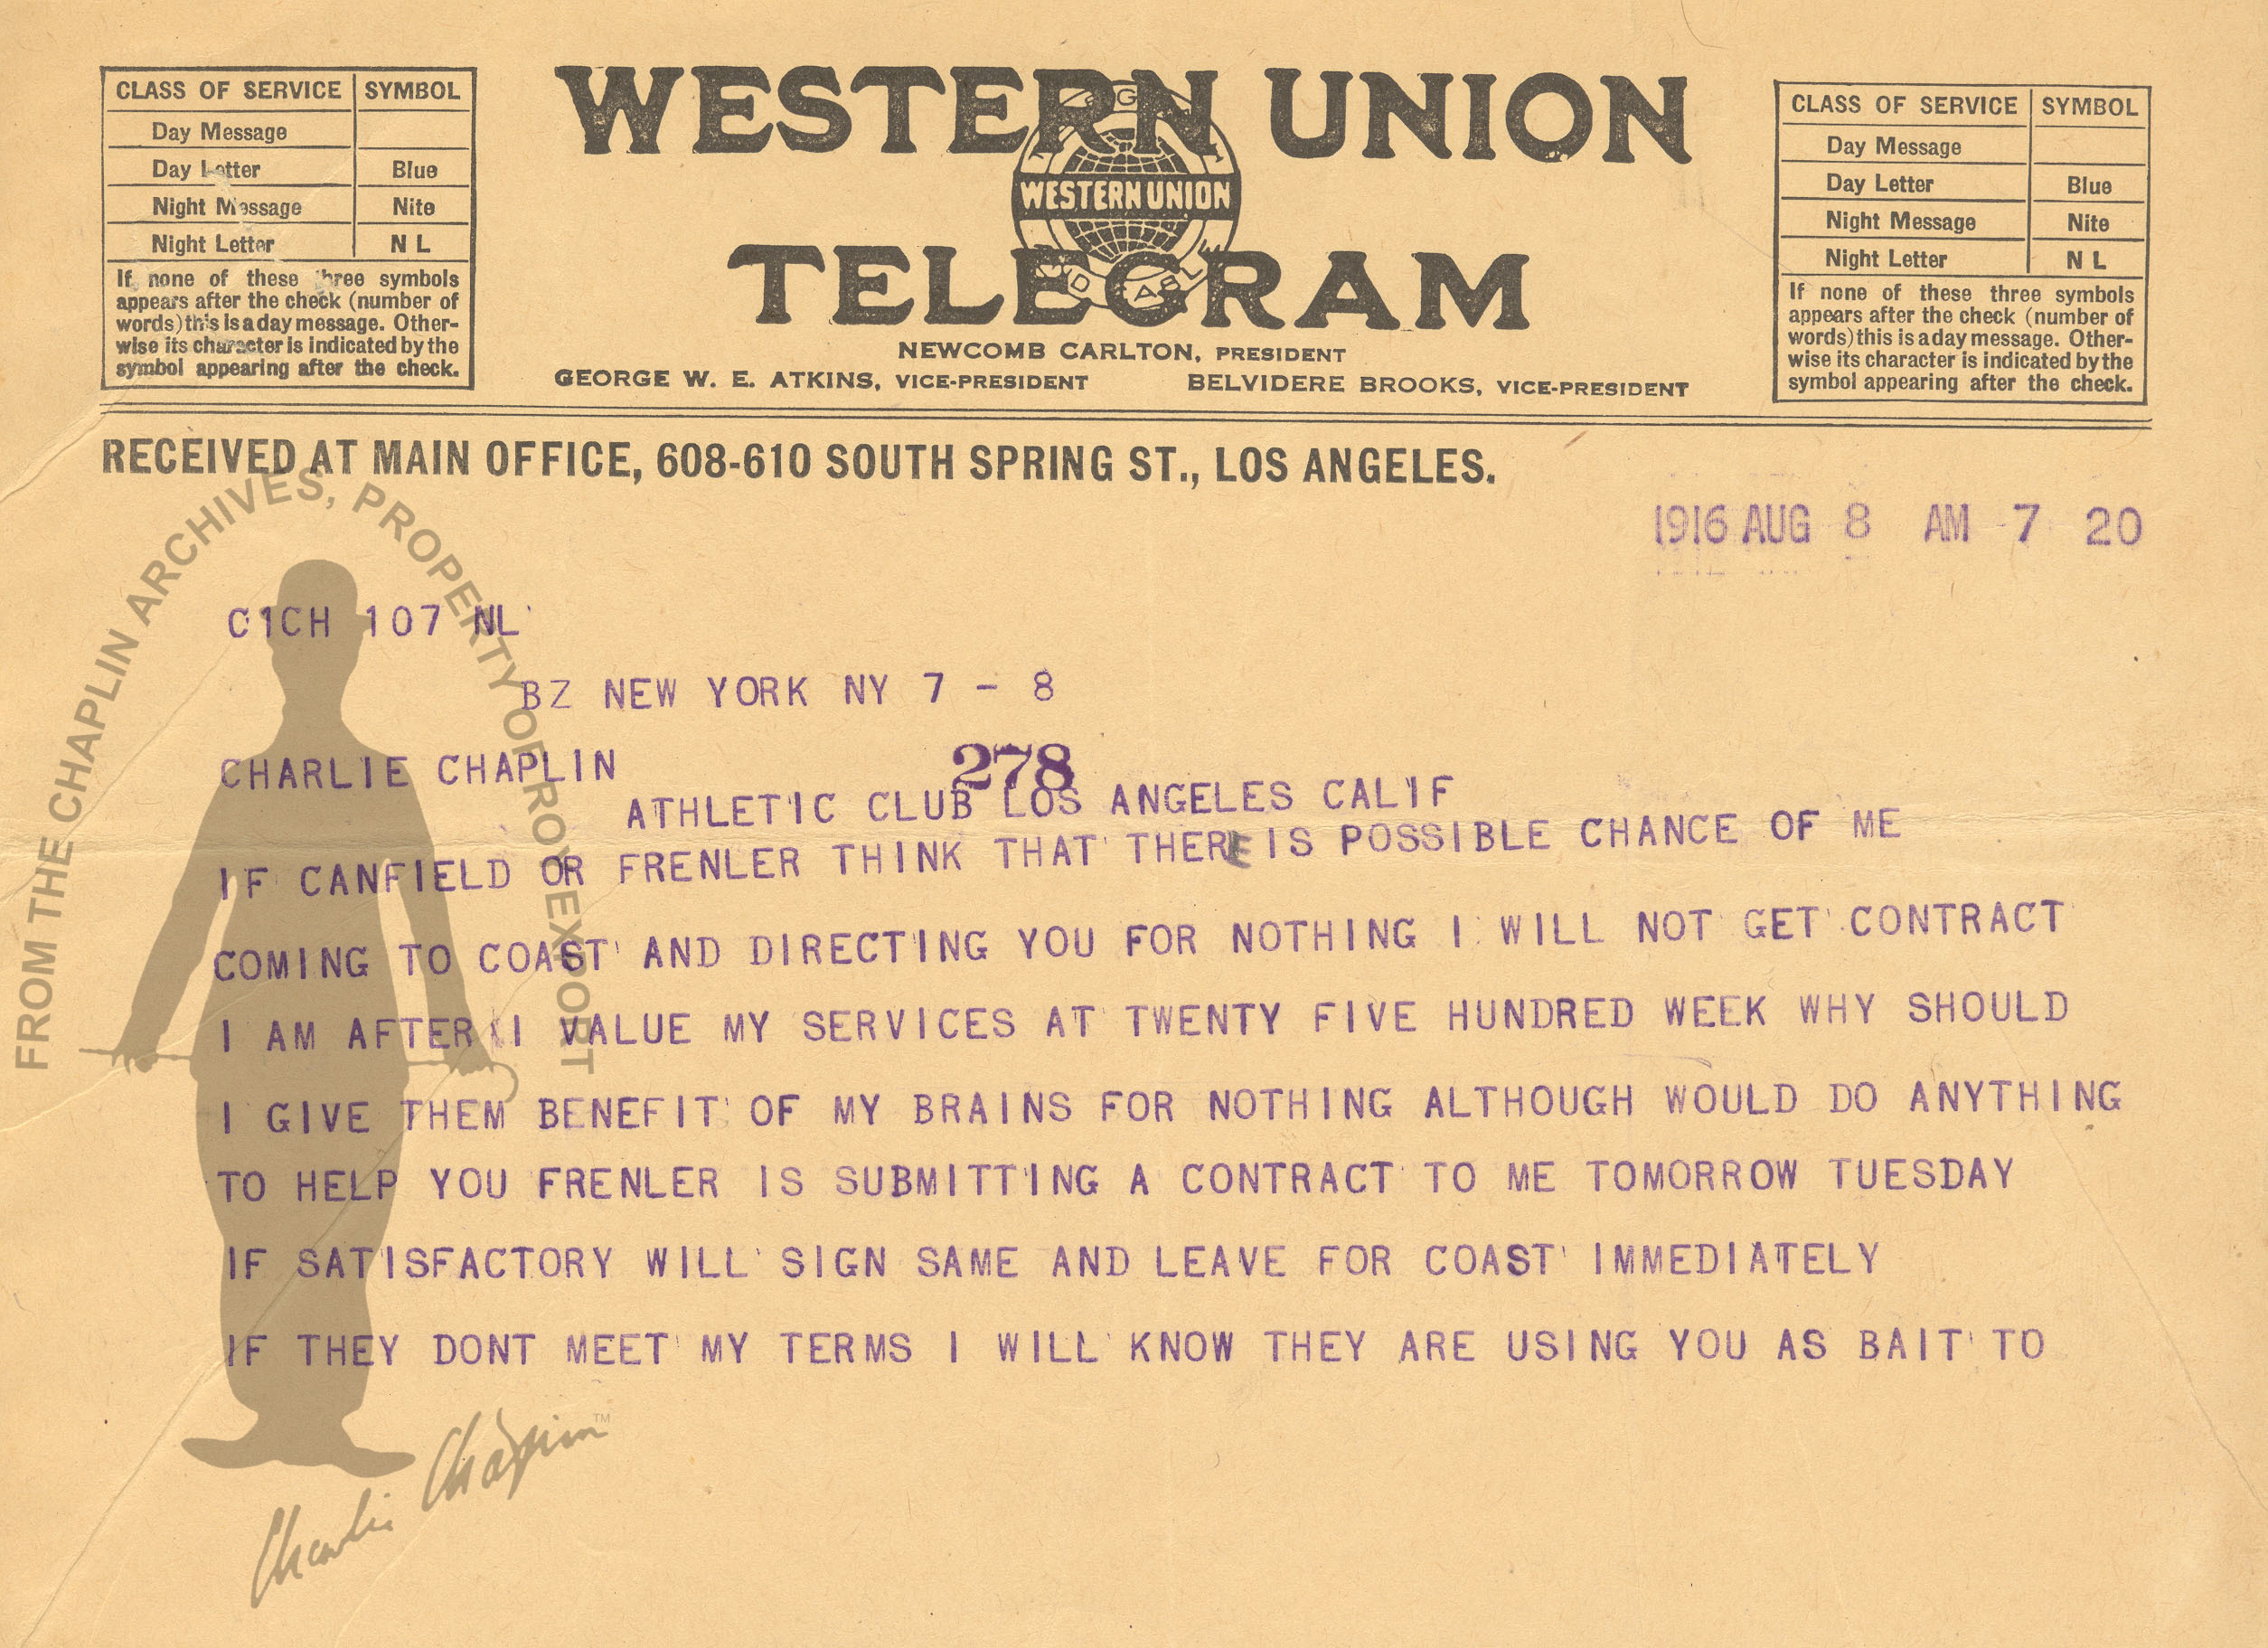 WESTERN UNION
WESTERN UNION
TELEGRAM
NEWCOMB CARLTON, PRESIDENT
GEORGE W. E. ATKINS, VICE-PRESIDENT BELVIDERE BROOKS, VICE-PRESIDENT
CLASS OF SERVICE SYMBOL
Day Message
Day Letter Blue
Night Message Nite
Night Letter N L
If none of these three symbols
appears after the check (number of
words) this is a day message. Other-
wise its character is indicated by the
symbol appearing after the check.
CLASS OF SERVICE SYMBOL
Day Message
Day Letter Blue
Night Message Nite
Night Letter N L
If none of these three symbols
appears after the check (number of
words) this is a day message. Other-
wise its character is indicated by the
symbol appearing after the check.
RECEIVED AT MAIN OFFICE, 608-610 SOUTH SPRING ST., LOS ANGELES.
1916 AUG 8 AM 7 20
C1CH 107 NL
BZ NEW YORK NY 7 - 8
CHARLIE CHAPLIN
278
ATHLETIC CLUB LOS ANGELES CALIF
IF CANFIELD OR FRENLER THINK THAT THERE IS POSSIBLE CHANCE OF ME
COMING TO COAST AND DIRECTING YOU FOR NOTHING I WILL NOT GET CONTRACT
I AM AFTER I VALUE MY SERVICES AT TWENTY FIVE HUNDRED WEEK WHY SHOULD
I GIVE THEM BENEFIT OF MY BRAINS FOR NOTHING ALTHOUGH WOULD DO ANYTHING
TO HELP YOU FRENLER IS SUBMITTING A CONTRACT TO ME TOMORROW TUESDAY
IF SATISFACTORY WILL SIGN SAME AND LEAVE FOR COAST IMMEDIATELY
IF THEY DONT MEET MY TERMS I WILL KNOW THEY ARE USING YOU AS BAIT TO
FROM THE CHAPLIN ARCHIVES, PROPERTY OF ROY EXPORT
Charlie Chaplin™